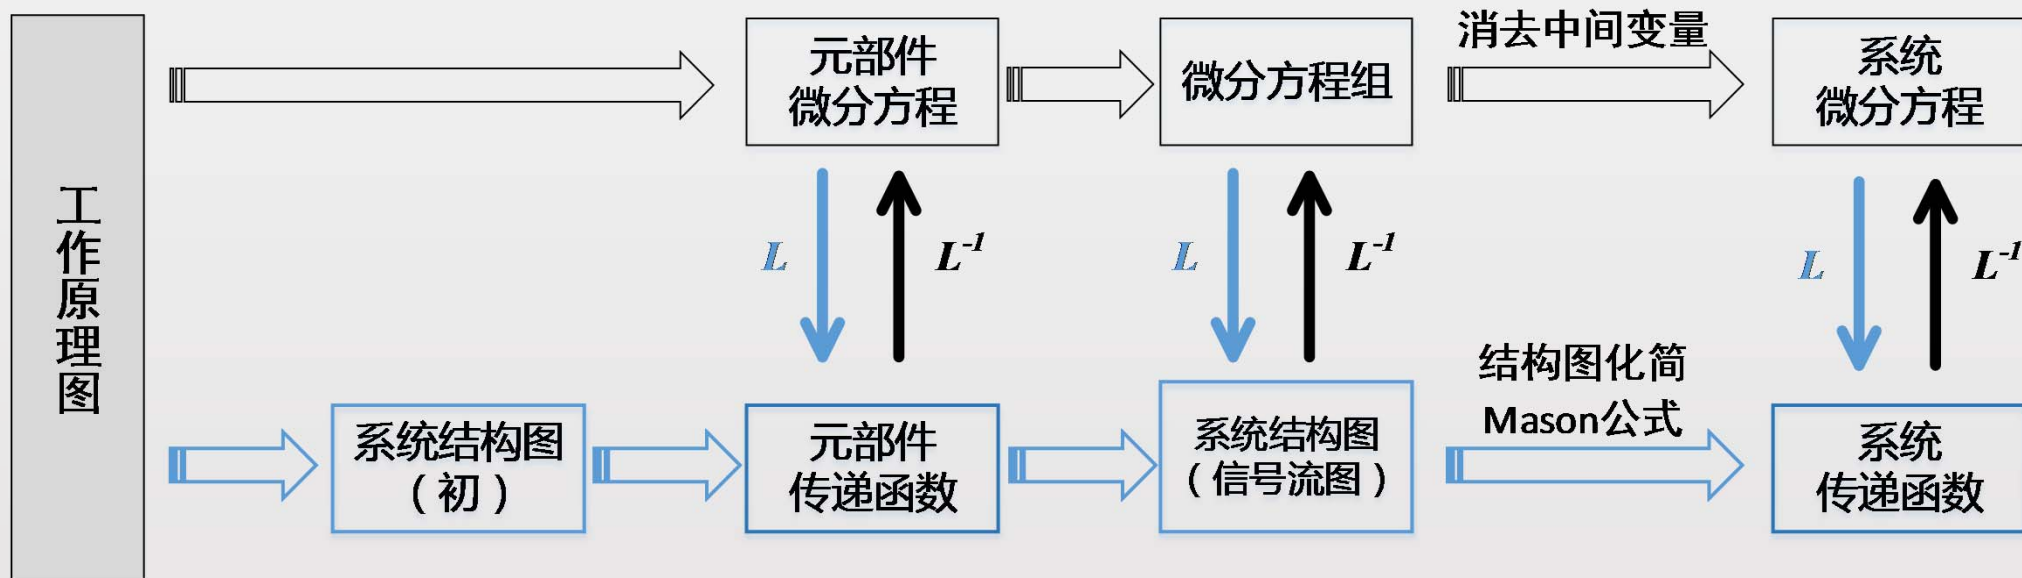 工作原理图
元部件
微分方程
微分方程组
消去中间变量
系统
微分方程
L
L⁻¹
L
L⁻¹
L
L⁻¹
系统结构图
（初）
元部件
传递函数
系统结构图
（信号流图）
结构图化简
Mason公式
系统
传递函数